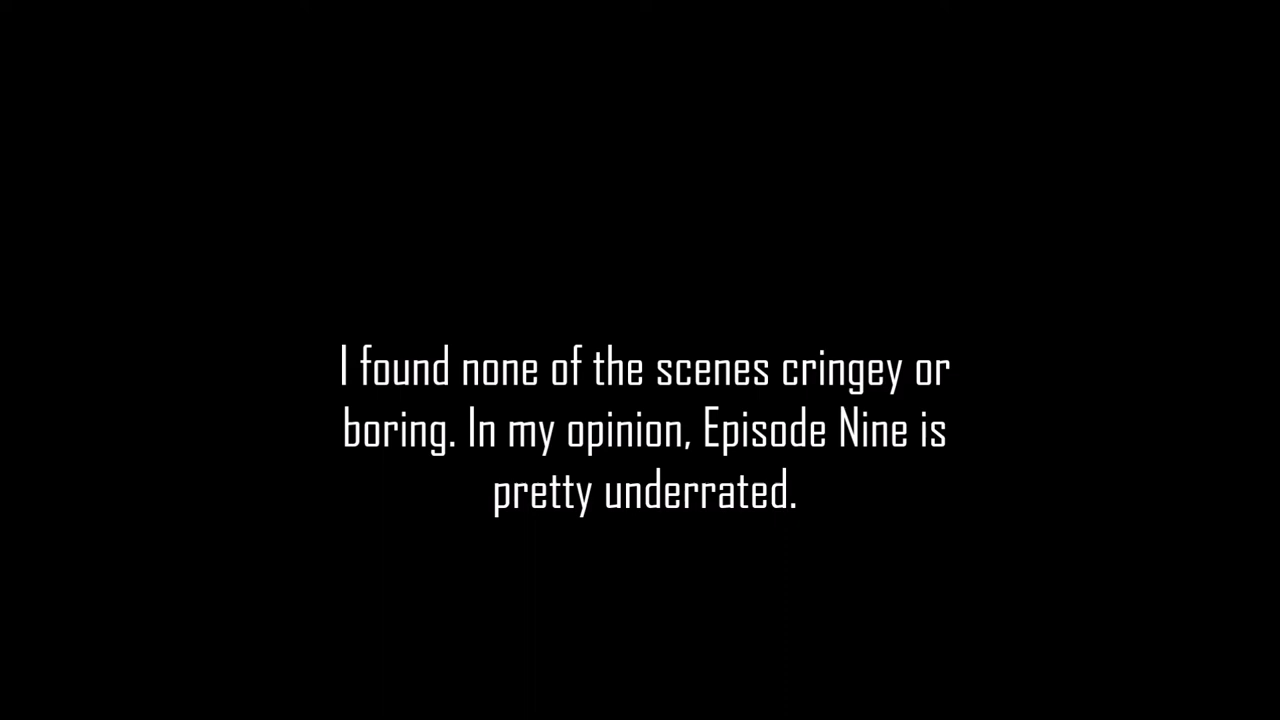 I found none of the scenes cringey or
boring. In my opinion, Episode Nine is
pretty underrated.